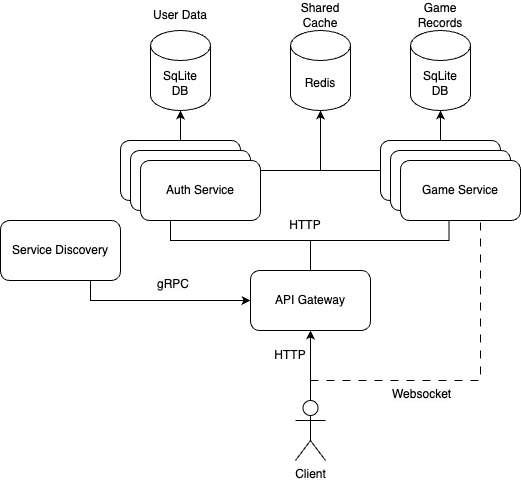 User Data
Shared
Cache
Game
Records
SqLite
DB
Redis
SqLite
DB
Auth Service
Game Service
HTTP
Service Discovery
gRPC
API Gateway
HTTP
Websocket
Client